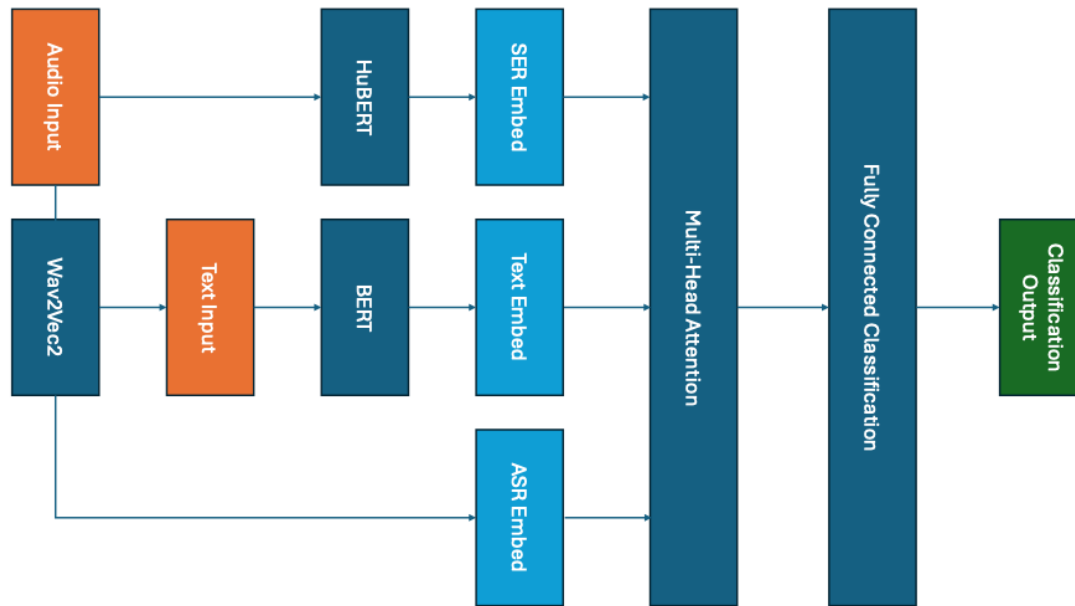 Audio Input
HuBERT
SER Embed
Wav2Vec2
Text Input
BERT
Text Embed
ASR Embed
Multi-Head Attention
Fully Connected Classification
Classification
Output